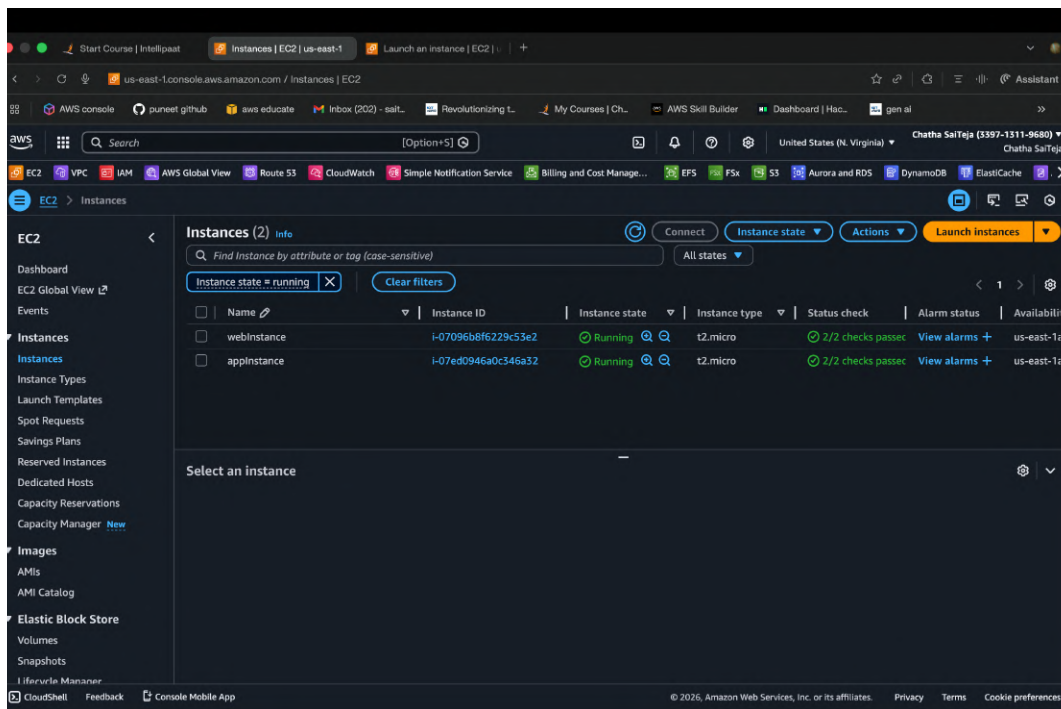 Start Course | Intellipaat
Instances | EC2 | us-east-1
Launch an instance | EC2 | u
us-east-1.console.aws.amazon.com / Instances | EC2
Assistant
AWS console
puneet github
aws educate
Inbox (202) - sait...
Revolutionizing t...
My Courses | Ch...
AWS Skill Builder
Dashboard | Hac...
gen ai
aws
Search
[Option+S]
United States (N. Virginia)
Chatha SaiTeja (3397-1311-9680)
Chatha SaiTeja
EC2
VPC
IAM
AWS Global View
Route 53
CloudWatch
Simple Notification Service
Billing and Cost Manage...
EFS
FSx
S3
Aurora and RDS
DynamoDB
ElastiCache
EC2 > Instances
EC2
Dashboard
EC2 Global View
Events
Instances
Instances
Instance Types
Launch Templates
Spot Requests
Savings Plans
Reserved Instances
Dedicated Hosts
Capacity Reservations
Capacity Manager New
Images
AMIs
AMI Catalog
Elastic Block Store
Volumes
Snapshots
Lifecycle Manager
Instances (2) Info
Connect
Instance state
Actions
Launch instances
Find Instance by attribute or tag (case-sensitive)
All states
Instance state = running
Clear filters
1
Name
Instance ID
Instance state
Instance type
Status check
Alarm status
Availabili
webInstance
i-07096b8f6229c53e2
Running
t2.micro
2/2 checks passec
View alarms +
us-east-1a
appInstance
i-07ed0946a0c346a32
Running
t2.micro
2/2 checks passec
View alarms +
us-east-1a
Select an instance
CloudShell
Feedback
Console Mobile App
© 2026, Amazon Web Services, Inc. or its affiliates.
Privacy
Terms
Cookie preferences